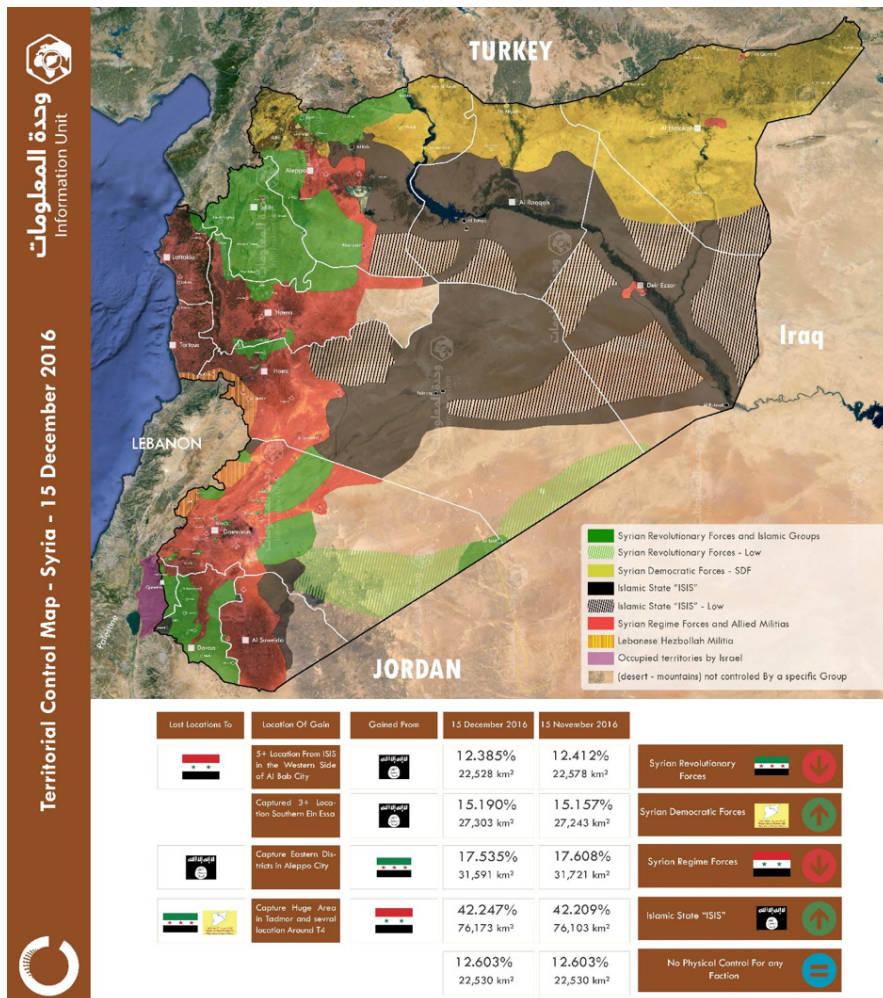 وحدة المعلومات
Information Unit
Territorial Control Map - Syria - 15 December 2016
TURKEY
Aleppo
Idlib
Al Raqqah
Al Hasakah
Lattakia
Hama
Deir Ezzor
Tartous
Homs
Iraq
LEBANON
Damascus
Palestine
Daraa
Al Suweida
JORDAN
Syrian Revolutionary Forces and Islamic Groups
Syrian Revolutionary Forces - Low
Syrian Democratic Forces - SDF
Islamic State "ISIS"
Islamic State "ISIS" - Low
Syrian Regime Forces and Allied Militias
Lebanese Hezbollah Militia
Occupied territories by Israel
(desert - mountains) not controled By a specific Group
Lost Locations To
Location Of Gain
Gained From
15 December 2016
15 November 2016
5+ Location From ISIS
in the Western Side
of Al Bab City
12.385%
22,528 km²
12.412%
22,578 km²
Syrian Revolutionary
Forces
Captured 3+ Loca-
tion Southern Ein Essa
15.190%
27,303 km²
15.157%
27,243 km²
Syrian Democratic Forces
Capture Eastern Dis-
tricts in Aleppo City
17.535%
31,591 km²
17.608%
31,721 km²
Syrian Regime Forces
Capture Huge Area
in Tadmor and sevral
location Around T4
42.247%
76,173 km²
42.209%
76,103 km²
Islamic State "ISIS"
12.603%
22,530 km²
12.603%
22,530 km²
No Physical Control For any
Faction